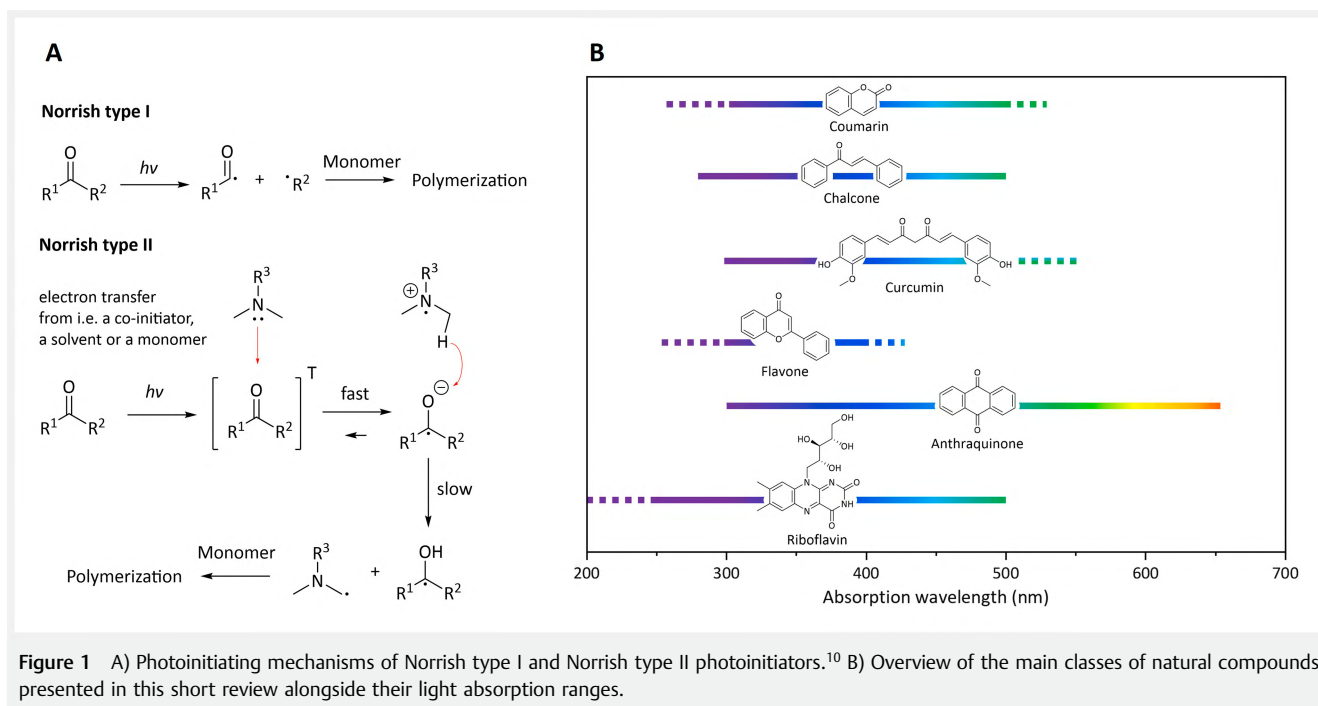 A
Norrish type I
O
R1 R2
hν
O
R1 •
+
•R2
Monomer
Polymerization
Norrish type II
electron transfer
from i.e. a co-initiator,
a solvent or a monomer
R3
N
••
R3
⊕
N
•
H
O
R1 R2
hν
O
R1 R2
T
fast
O ⊖
R1 • R2
slow
Polymerization
Monomer
R3
N
•
+
OH
R1 • R2
B
O O
Coumarin
O
Chalcone
O O
HO OH
O O
Curcumin
O
O
Flavone
O
O
Anthraquinone
OH
HO
OH
OH
N N O
N NH
O
Riboflavin
200 300 400 500 600 700
Absorption wavelength (nm)
Figure 1 A) Photoinitiating mechanisms of Norrish type I and Norrish type II photoinitiators.10 B) Overview of the main classes of natural compounds
presented in this short review alongside their light absorption ranges.